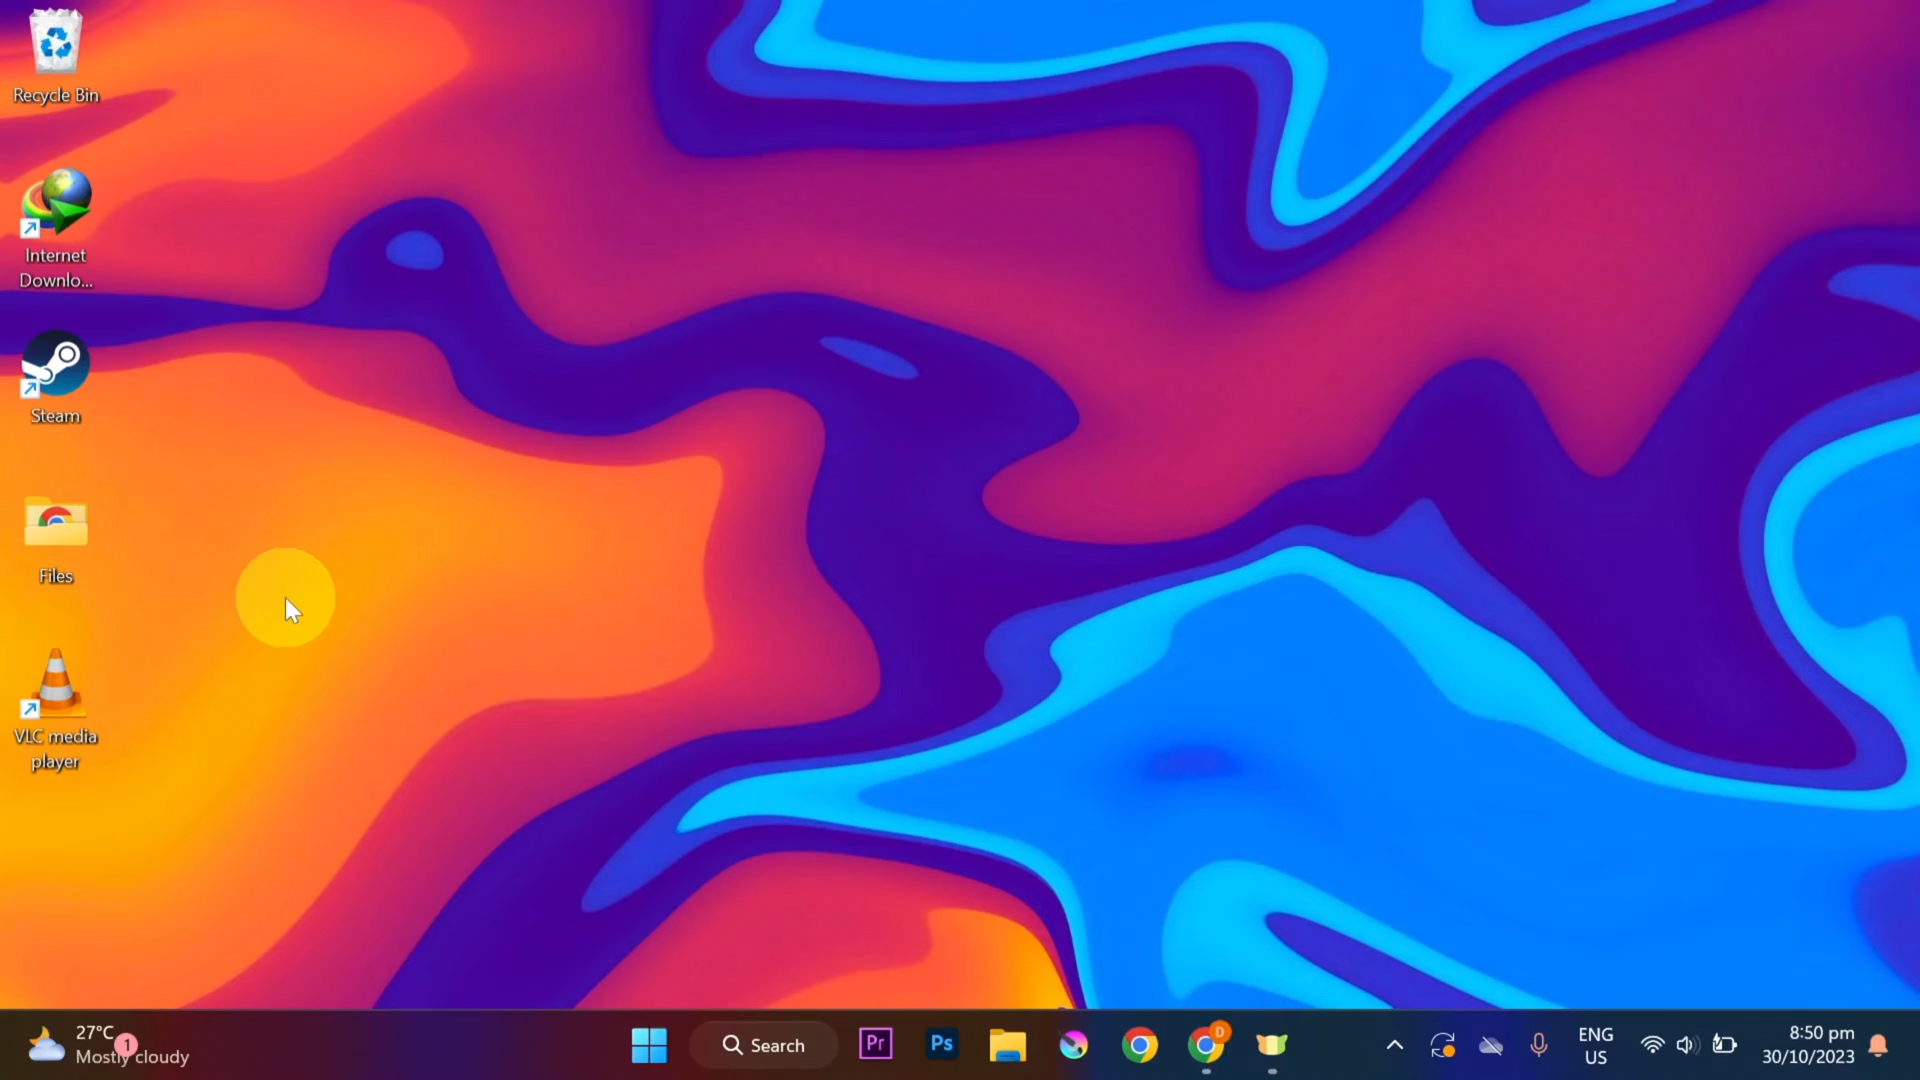 Recycle Bin
Internet
Downlo...
Steam
Files
VLC media
player
27°C
Mostly cloudy
1
Search
Pr
Ps
D
ENG
US
8:50 pm
30/10/2023